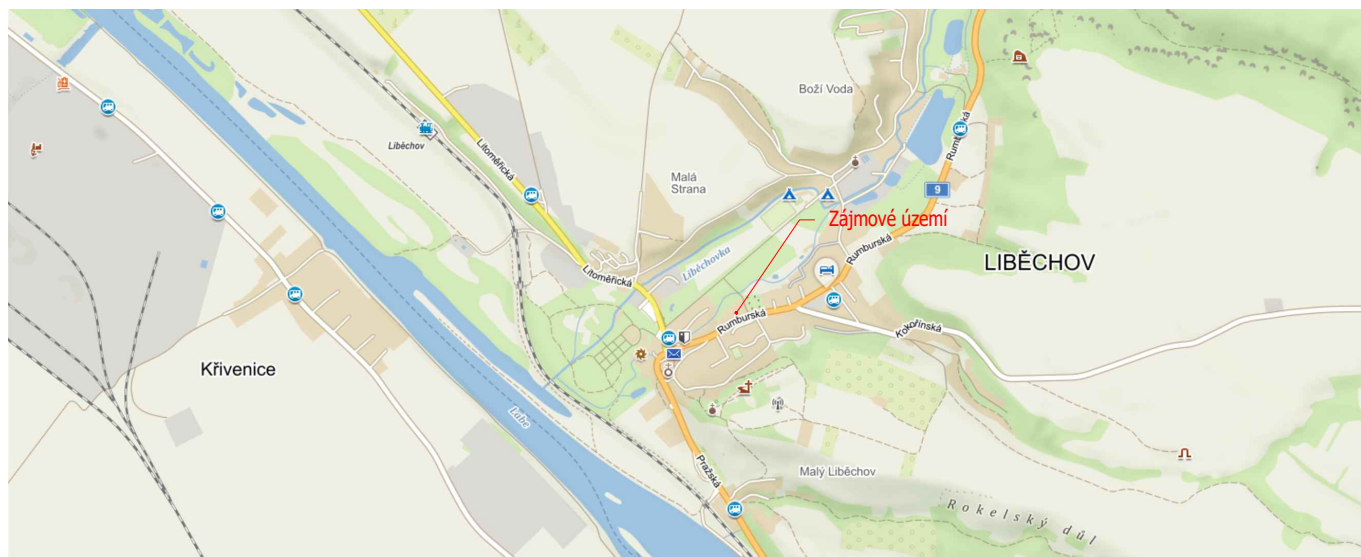 Boží Voda
Liběchov
Litoměřická
Rumburská
Malá
Strana
9
Zájmové území
Liběchovka
Rumburská
LIBĚCHOV
Litoměřická
Rumburská
Kokořínská
Křivenice
Labe
Pražská
Malý Liběchov
Rokelský důl